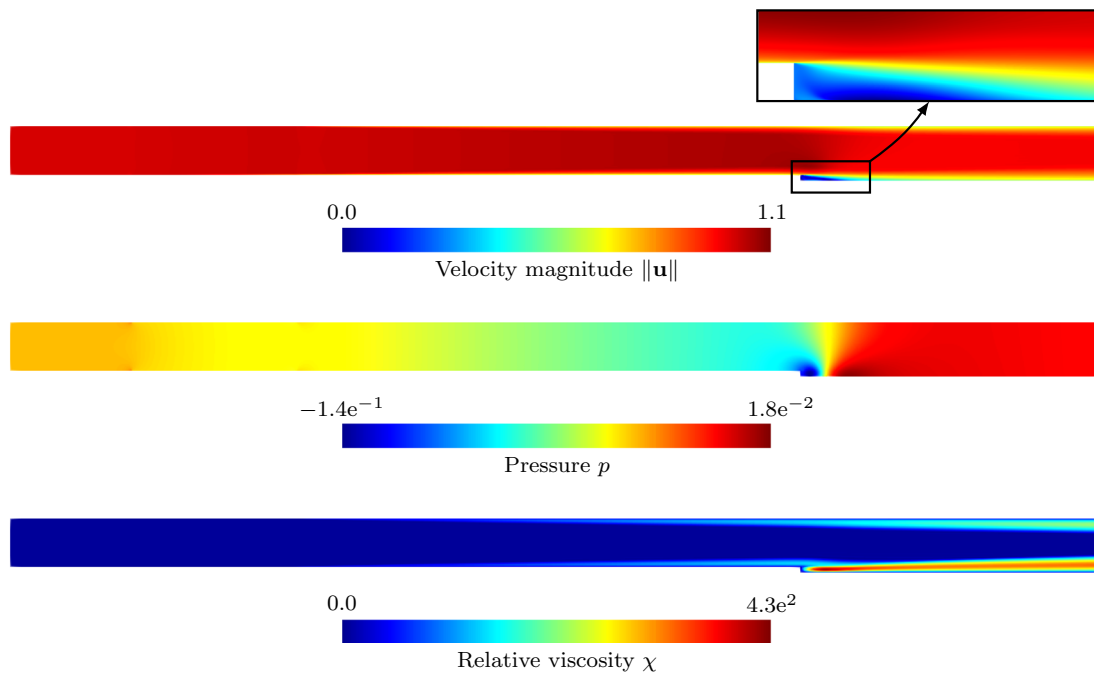 0.0 1.1
Velocity magnitude ‖u‖
−1.4e⁻¹ 1.8e⁻²
Pressure p
0.0 4.3e²
Relative viscosity χ